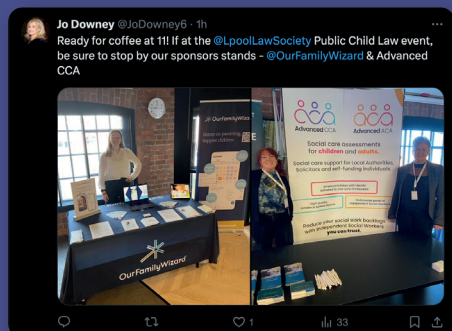 Jo Downey @JoDowney6 · 1h
Ready for coffee at 11! If at the @LpoolLawSociety Public Child Law event,
be sure to stop by our sponsors stands - @OurFamilyWizard & Advanced
CCA
OurFamilyWizard
OurFamilyWizard
Advanced CCA
Advanced ACA
Social care assessments
for children and adults.
Social care support for Local Authorities,
Solicitors and self-funding individuals.
Reduce your social work backlogs
with Independent Social Workers
you can trust.
1
33